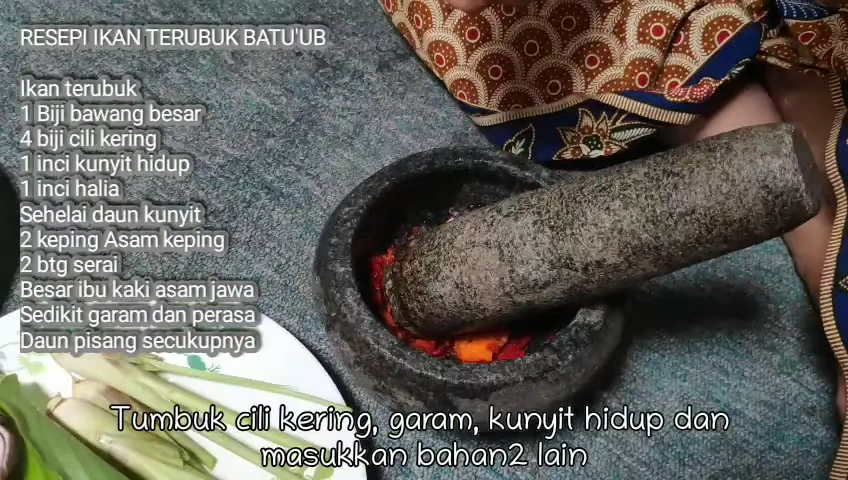 RESEPI IKAN TERUBUK BATU'UB
Ikan terubuk
1 Biji bawang besar
4 biji cili kering
1 inci kunyit hidup
1 inci halia
Sehelai daun kunyit
2 keping Asam keping
2 btg serai
Besar ibu kaki asam jawa
Sedikit garam dan perasa
Daun pisang secukupnya
Tumbuk cili kering, garam, kunyit hidup dan
masukkan bahan2 lain